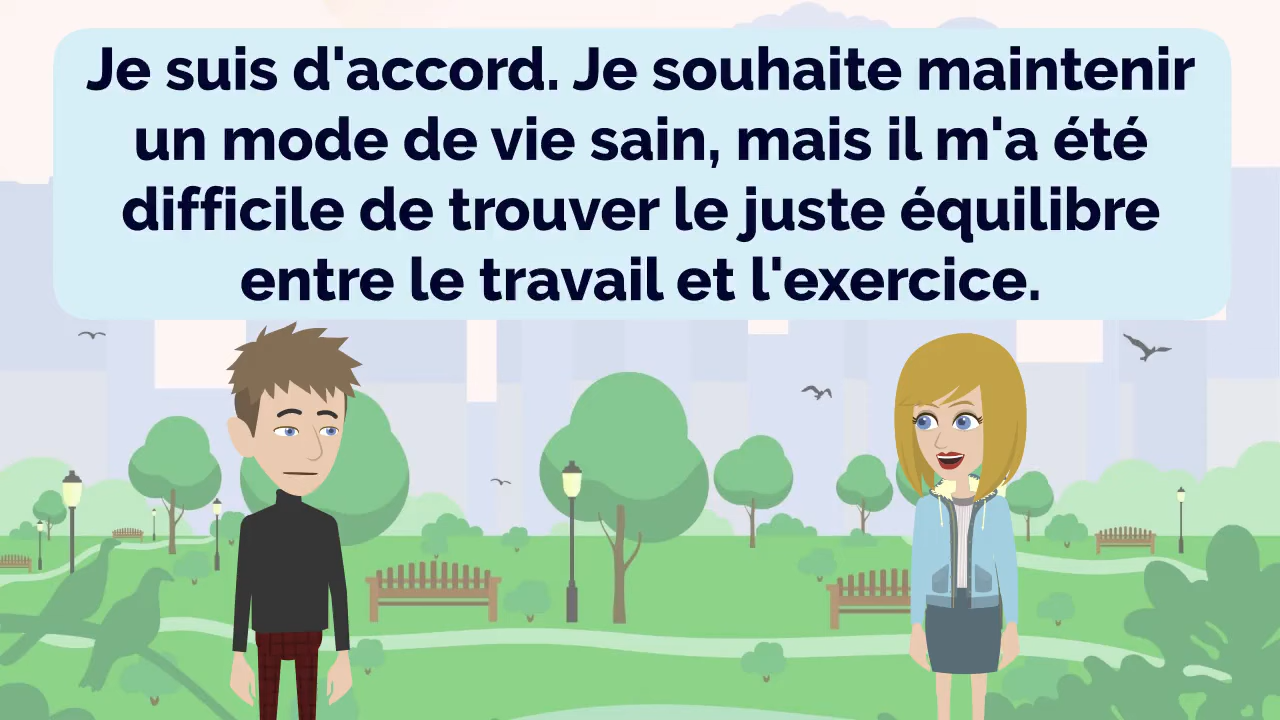 Je suis d'accord. Je souhaite maintenir
un mode de vie sain, mais il m'a été
difficile de trouver le juste équilibre
entre le travail et l'exercice.